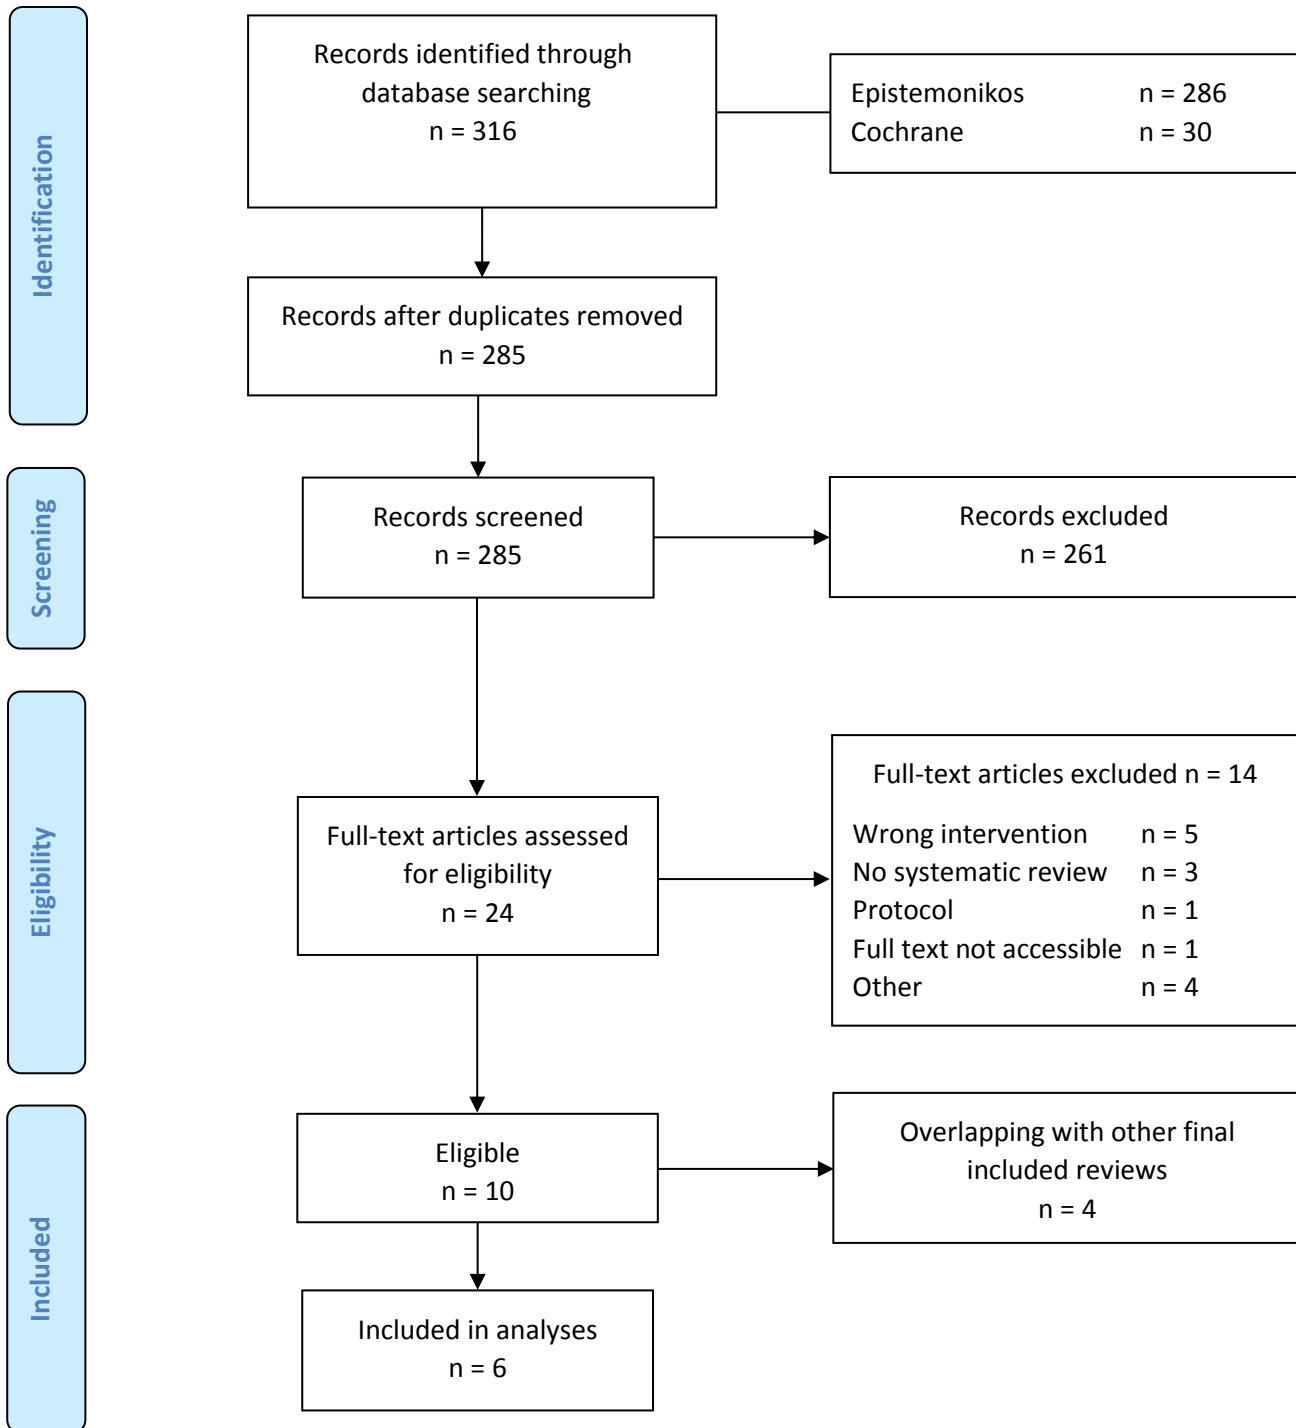 Identification
Records identified through
database searching
n = 316
Epistemonikos n = 286
Cochrane n = 30
Records after duplicates removed
n = 285
Screening
Records screened
n = 285
Records excluded
n = 261
Eligibility
Full-text articles assessed
for eligibility
n = 24
Full-text articles excluded n = 14
Wrong intervention n = 5
No systematic review n = 3
Protocol n = 1
Full text not accessible n = 1
Other n = 4
Included
Eligible
n = 10
Overlapping with other final
included reviews
n = 4
Included in analyses
n = 6